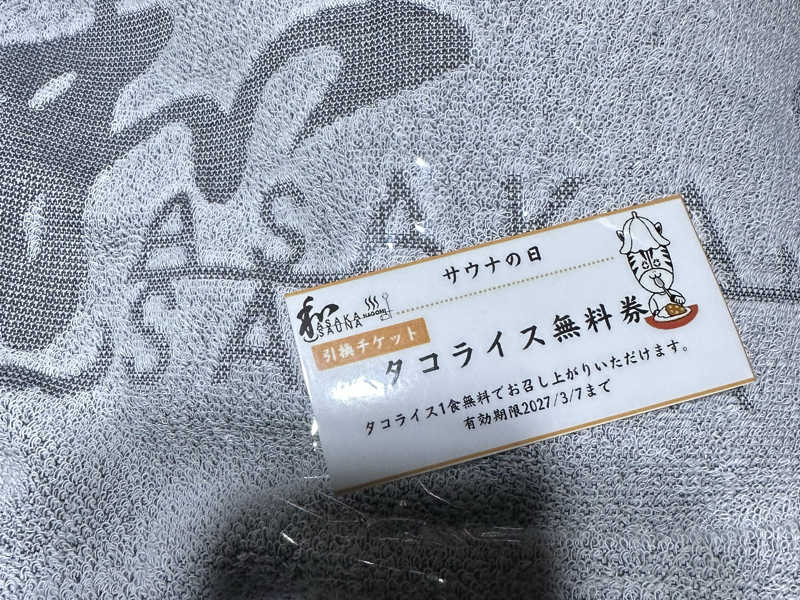 ASAKA
SA
サウナの日
和
ASAKA
SAUNA
NAGOMI
引換チケット
タコライス無料券
タコライス1食無料でお召し上がりいただけます。
有効期限2027/3/7まで